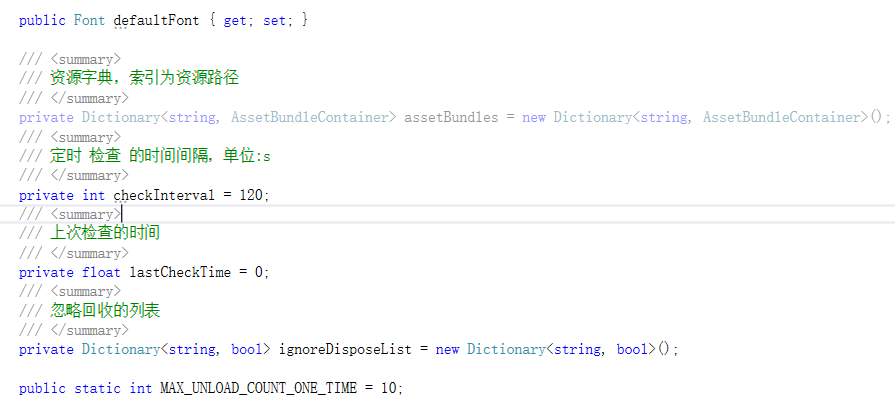 public Font defaultFont { get; set; }
/// <summary>
/// 资源字典，索引为资源路径
/// </summary>
private Dictionary<string, AssetBundleContainer> assetBundles = new Dictionary<string, AssetBundleContainer>();
/// <summary>
/// 定时 检查 的时间间隔，单位:s
/// </summary>
private int checkInterval = 120;
/// <summary>
/// 上次检查的时间
/// </summary>
private float lastCheckTime = 0;
/// <summary>
/// 忽略回收的列表
/// </summary>
private Dictionary<string, bool> ignoreDisposeList = new Dictionary<string, bool>();
public static int MAX_UNLOAD_COUNT_ONE_TIME = 10;